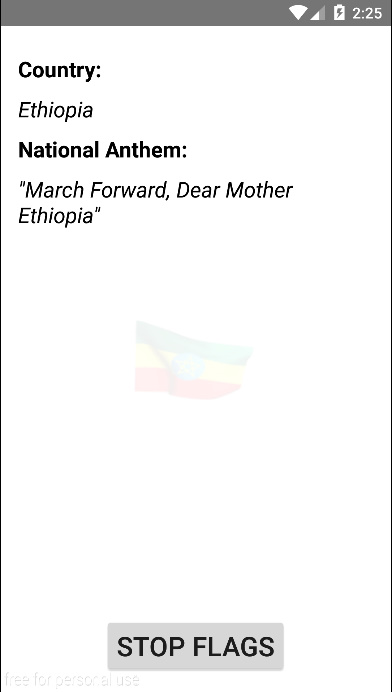 2:25
Country:
Ethiopia
National Anthem:
"March Forward, Dear Mother
Ethiopia"
STOP FLAGS
free for personal use